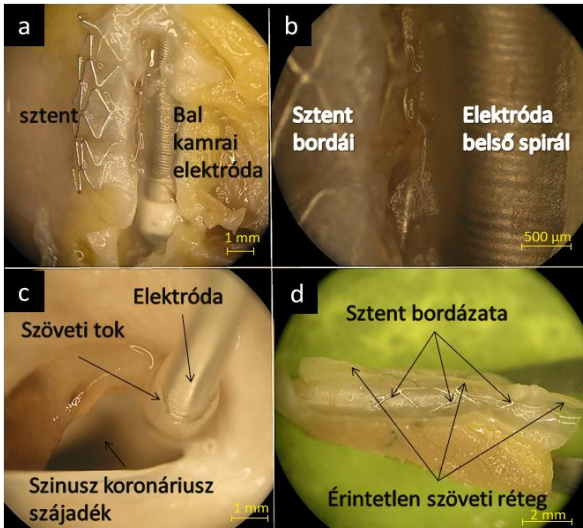 a
sztent
Bal
kamrai
elektróda
1 mm
b
Sztent
bordái
Elektróda
belső spirál
500 µm
c
Elektróda
Szöveti tok
Szinusz koronáriusz
szájadék
1 mm
d
Sztent bordázata
Érintetlen szöveti réteg
2 mm